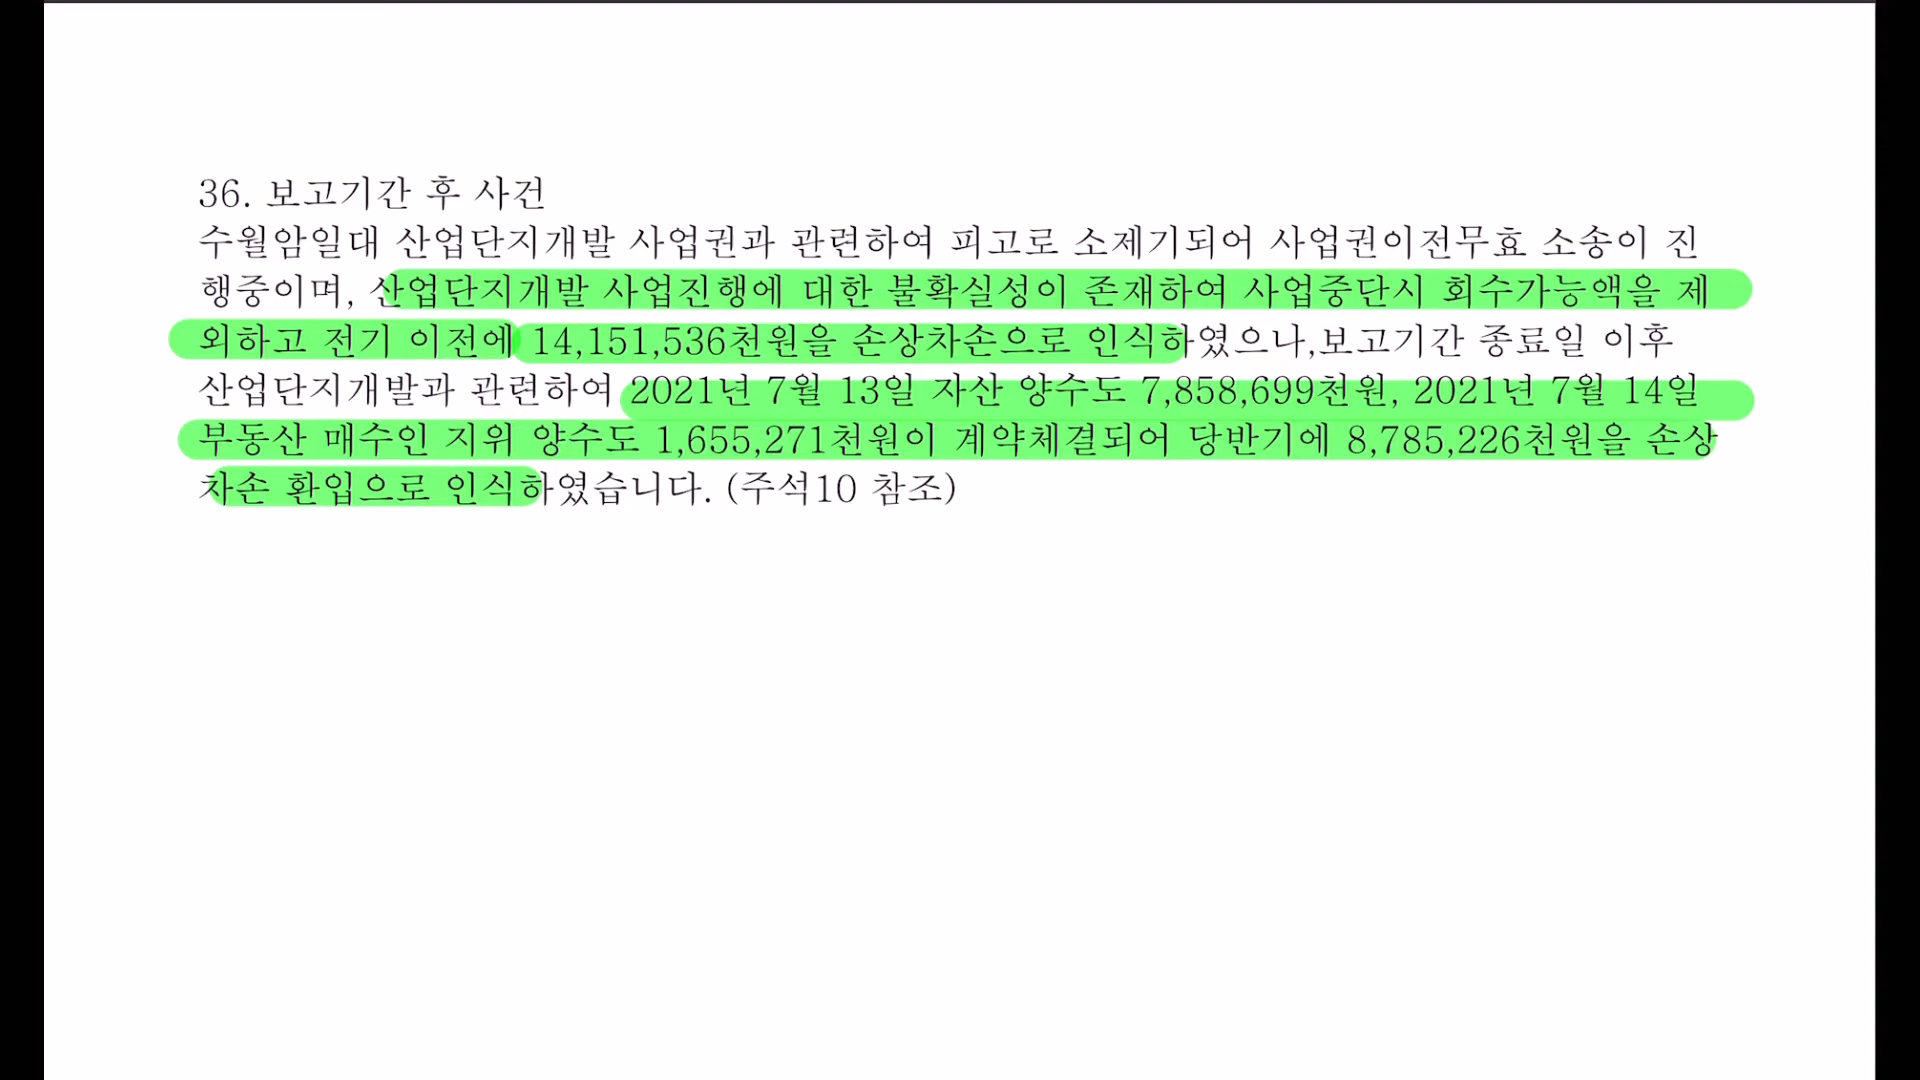 36. 보고기간 후 사건
수월암일대 산업단지개발 사업권과 관련하여 피고로 소제기되어 사업권이전무효 소송이 진
행중이며, 산업단지개발 사업진행에 대한 불확실성이 존재하여 사업중단시 회수가능액을 제
외하고 전기 이전에 14,151,536천원을 손상차손으로 인식하였으나,보고기간 종료일 이후
산업단지개발과 관련하여 2021년 7월 13일 자산 양수도 7,858,699천원, 2021년 7월 14일
부동산 매수인 지위 양수도 1,655,271천원이 계약체결되어 당반기에 8,785,226천원을 손상
차손 환입으로 인식하였습니다. (주석10 참조)